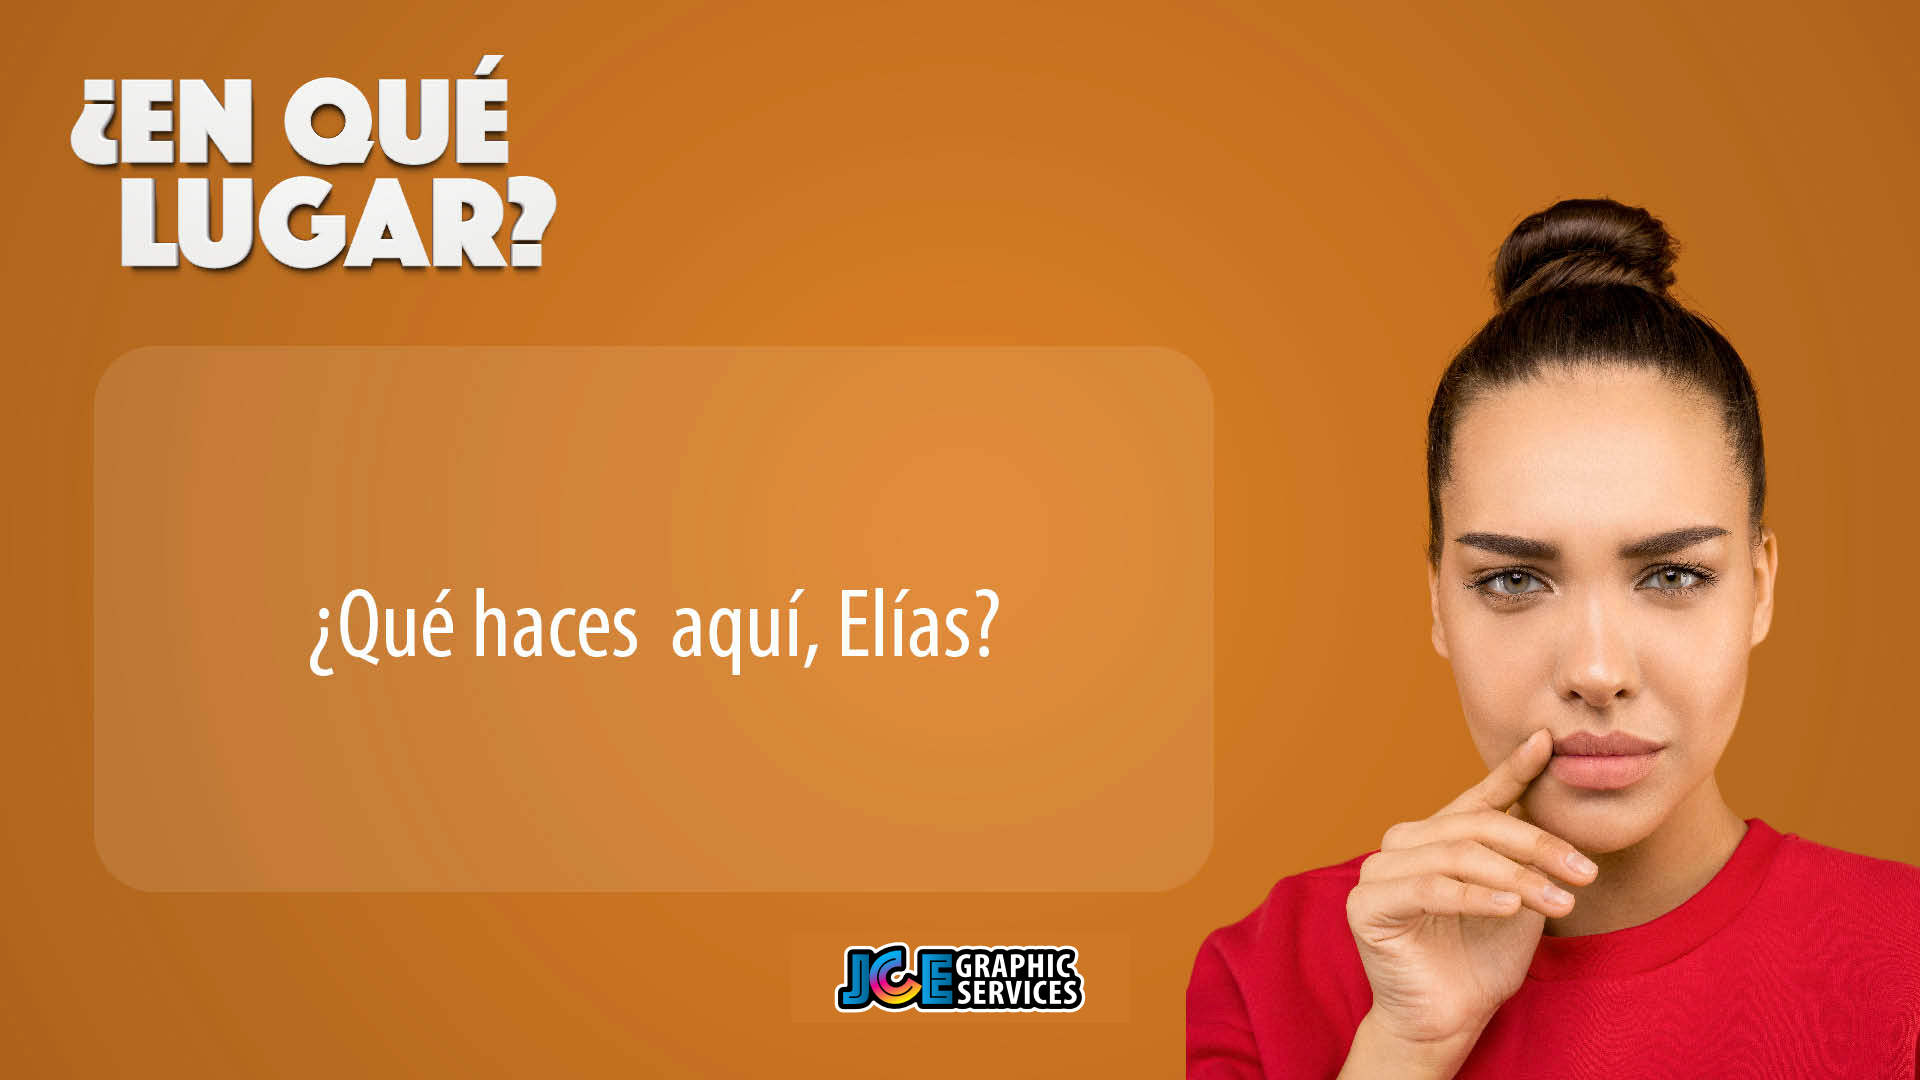 ¿EN QUÉ
LUGAR?
¿Qué haces  aquí, Elías?
JCE GRAPHIC
SERVICES